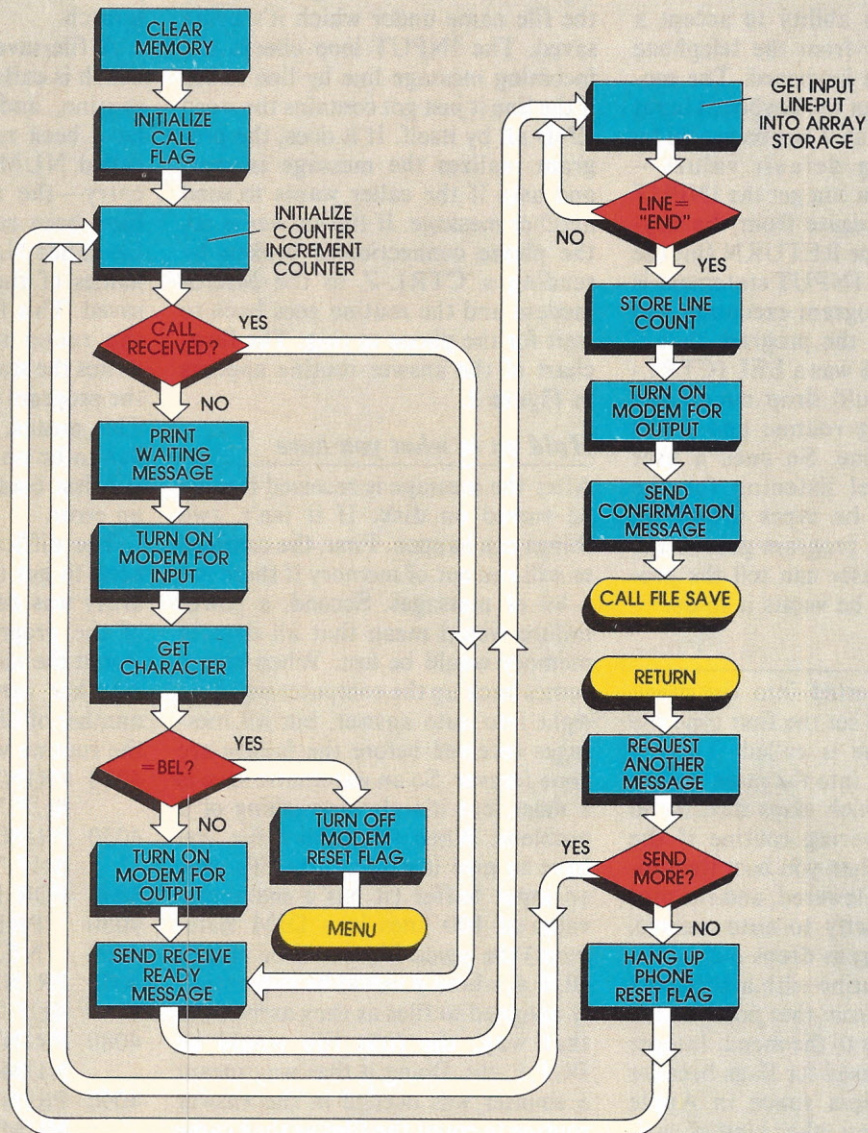 CLEAR
MEMORY
INITIALIZE
CALL
FLAG
INITIALIZE
COUNTER
INCREMENT
COUNTER
CALL
RECEIVED?
YES
NO
PRINT
WAITING
MESSAGE
TURN ON
MODEM FOR
INPUT
GET
CHARACTER
=BEL?
YES
NO
TURN ON
MODEM FOR
OUTPUT
TURN OFF
MODEM
RESET FLAG
MENU
SEND RECEIVE
READY
MESSAGE
GET INPUT
LINE-PUT
INTO ARRAY
STORAGE
LINE=
"END"
NO
YES
STORE LINE
COUNT
TURN ON
MODEM FOR
OUTPUT
SEND
CONFIRMATION
MESSAGE
CALL FILE SAVE
RETURN
REQUEST
ANOTHER
MESSAGE
YES
SEND
MORE?
NO
HANG UP
PHONE
RESET FLAG